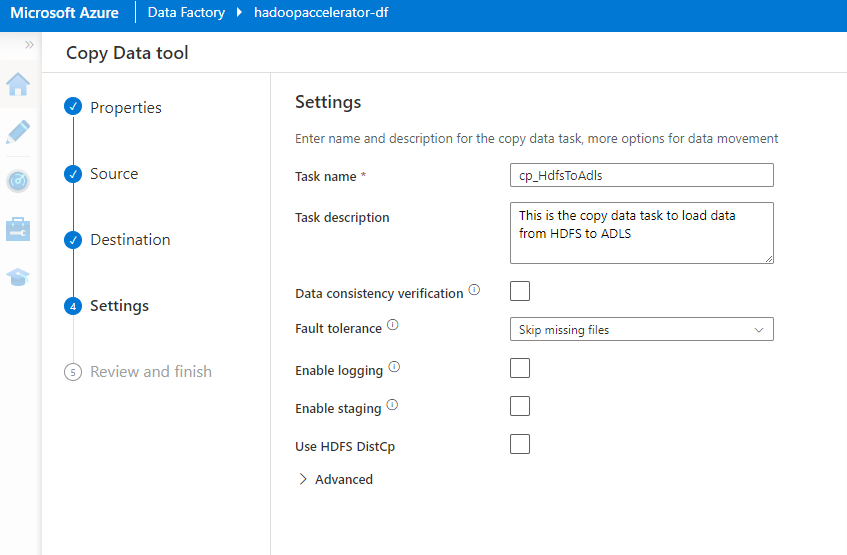 Microsoft Azure Data Factory hadoopaccelerator-df
Copy Data tool
Properties
Source
Destination
4 Settings
5 Review and finish
Settings
Enter name and description for the copy data task, more options for data movement
Task name * cp_HdfsToAdls
Task description This is the copy data task to load data
from HDFS to ADLS
Data consistency verification
Fault tolerance Skip missing files
Enable logging
Enable staging
Use HDFS DistCp
Advanced